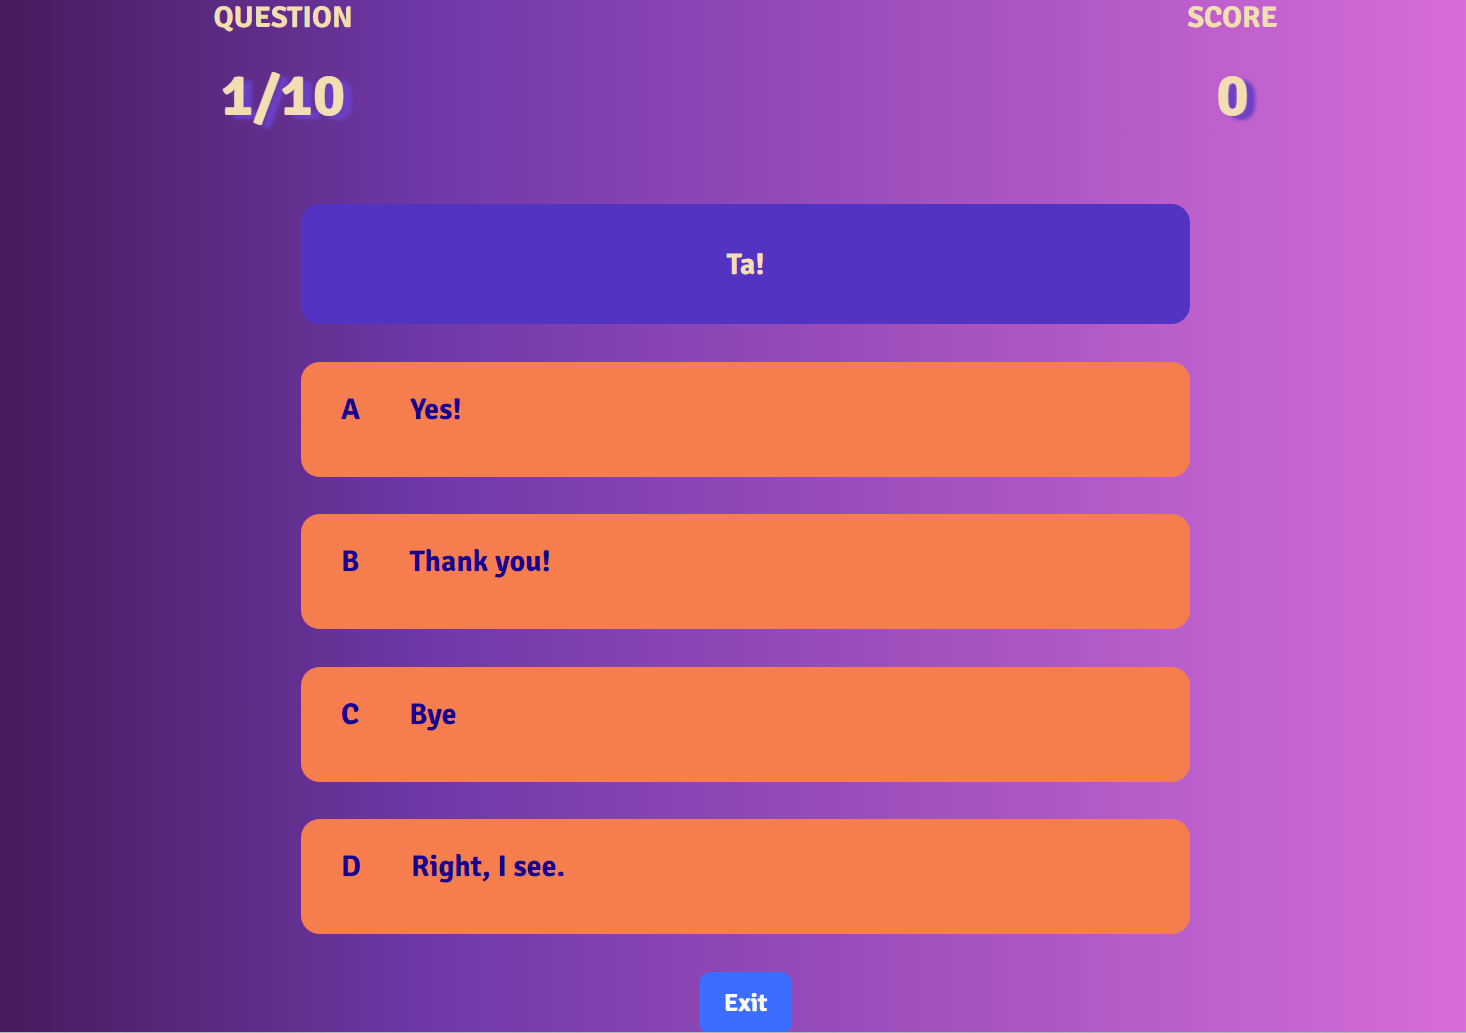 QUESTION
SCORE
1/10
0
Ta!
A Yes!
B Thank you!
C Bye
D Right, I see.
Exit